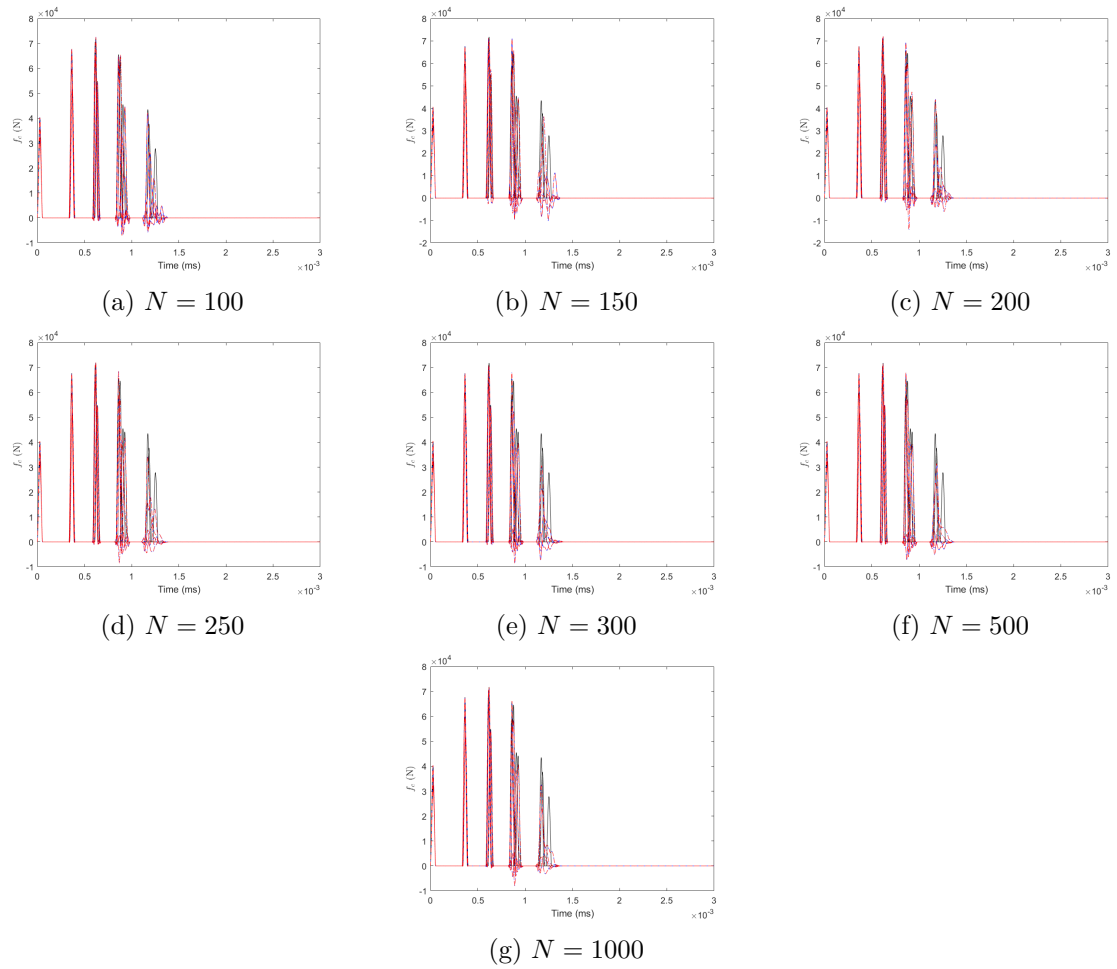 ×10⁴
8
7
6
5
4
3
2
1
0
-1
f_c (N)
0 0.5 1 1.5 2 2.5 3
Time (ms) ×10⁻³
(a) N = 100
×10⁴
8
7
6
5
4
3
2
1
0
-1
-2
f_c (N)
0 0.5 1 1.5 2 2.5 3
Time (ms) ×10⁻³
(b) N = 150
×10⁴
8
7
6
5
4
3
2
1
0
-1
-2
f_c (N)
0 0.5 1 1.5 2 2.5 3
Time (ms) ×10⁻³
(c) N = 200
×10⁴
8
7
6
5
4
3
2
1
0
-1
f_c (N)
0 0.5 1 1.5 2 2.5 3
Time (ms) ×10⁻³
(d) N = 250
×10⁴
8
7
6
5
4
3
2
1
0
-1
f_c (N)
0 0.5 1 1.5 2 2.5 3
Time (ms) ×10⁻³
(e) N = 300
×10⁴
8
7
6
5
4
3
2
1
0
-1
f_c (N)
0 0.5 1 1.5 2 2.5 3
Time (ms) ×10⁻³
(f) N = 500
×10⁴
8
7
6
5
4
3
2
1
0
-1
f_c (N)
0 0.5 1 1.5 2 2.5 3
Time (ms) ×10⁻³
(g) N = 1000